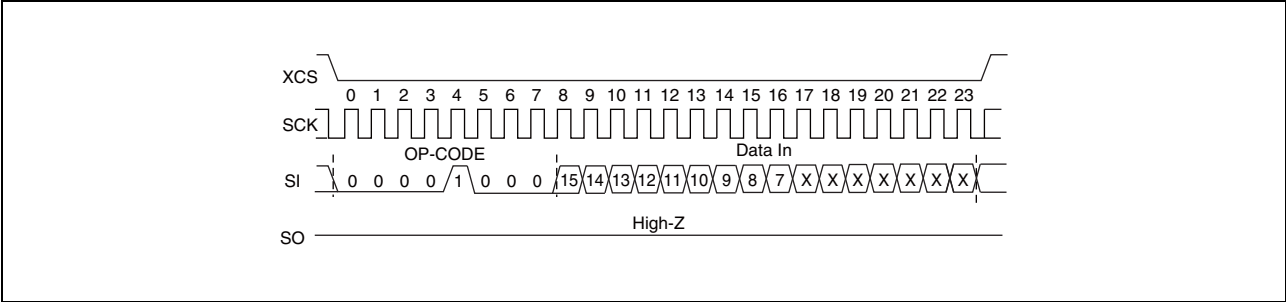 XCS
0 1 2 3 4 5 6 7 8 9 10 11 12 13 14 15 16 17 18 19 20 21 22 23
SCK
OP-CODE Data In
SI 0 0 0 0 1 0 0 0 15 14 13 12 11 10 9 8 7 X X X X X X X
High-Z
SO